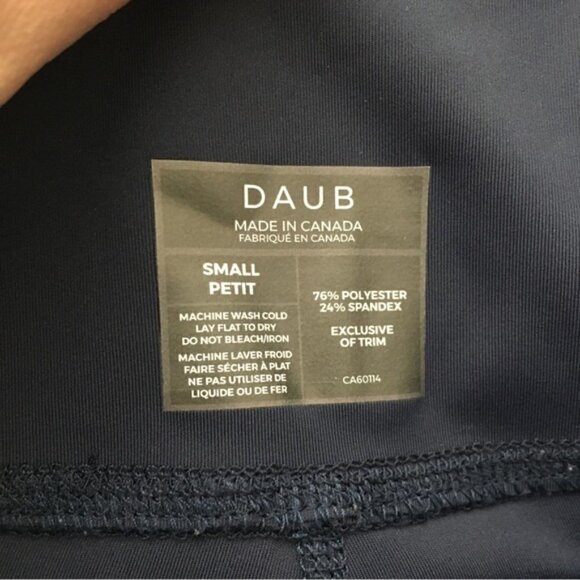 DAUB
MADE IN CANADA
FABRIQUÉ EN CANADA
SMALL
PETIT
MACHINE WASH COLD
LAY FLAT TO DRY
DO NOT BLEACH/IRON
MACHINE LAVER FROID
FAIRE SÉCHER À PLAT
NE PAS UTILISER DE
LIQUIDE OU DE FER
76% POLYESTER
24% SPANDEX
EXCLUSIVE
OF TRIM
CA60114